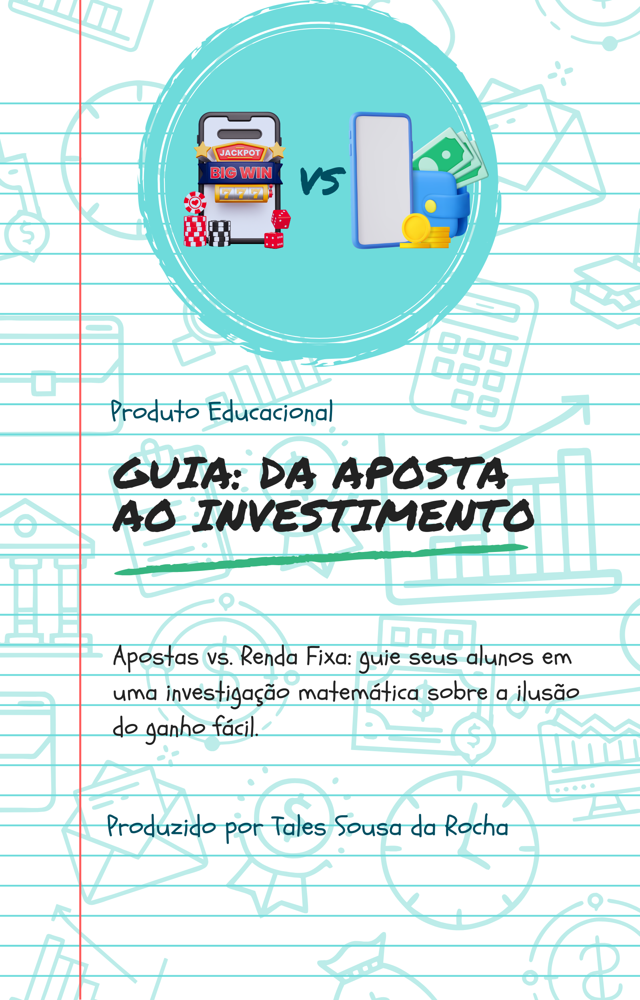 JACKPOT
BIG WIN
777
vs
Produto Educacional
GUIA: DA APOSTA
AO INVESTIMENTO
Apostas vs. Renda Fixa: guie seus alunos em
uma investigação matemática sobre a ilusão
do ganho fácil.
Produzido por Tales Sousa da Rocha